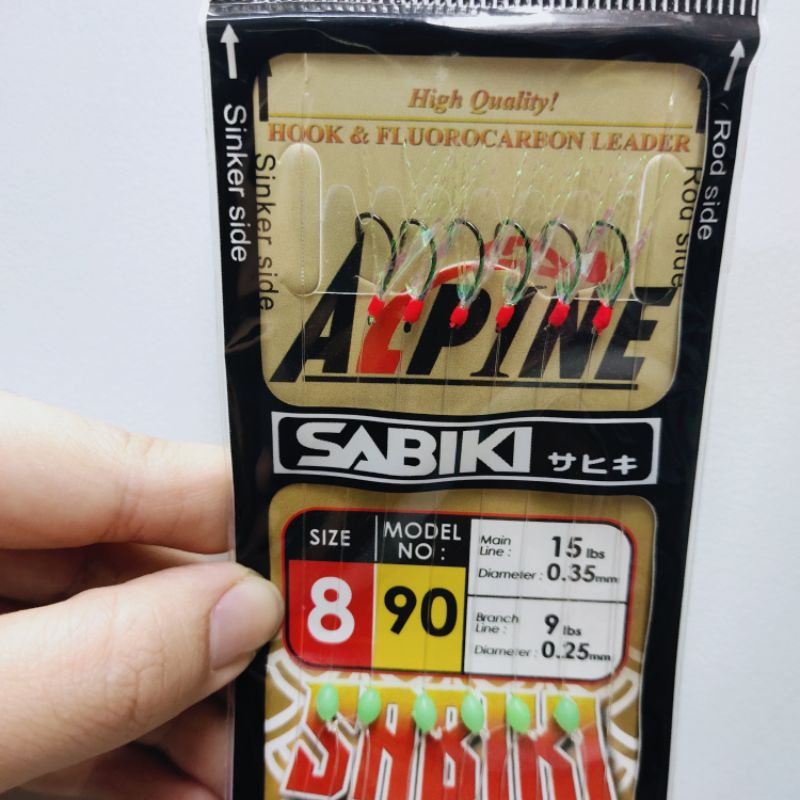 High Quality!
HOOK & FLUOROCARBON LEADER
Sinker side
Sinker side
Rod side
Rod side
ALPINE
SABIKI サヒキ
SIZE
8
MODEL
NO :
90
Main
Line : 15 lbs
Diameter : 0.35mm
Branch
Line : 9 lbs
Diameter : 0.25mm
SABIKI